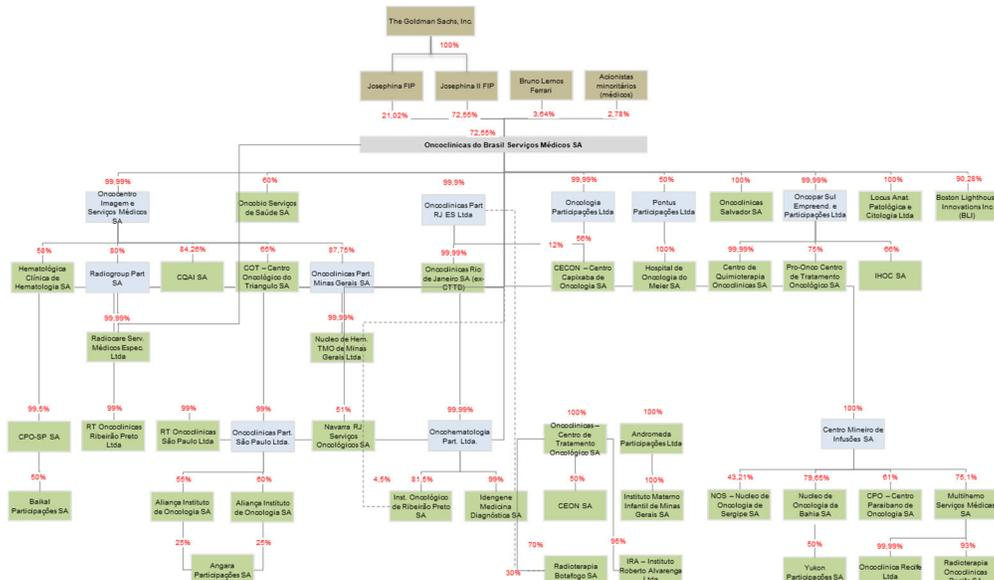 The Goldman Sachs, Inc.
100%
Josephina FIP
Josephina II FIP
Bruno Lemos
Ferrari
Acionistas
minoritários
(médicos)
21,02%
72,55%
3,64%
2,78%
72,55%
Oncoclínicas do Brasil Serviços Médicos SA
99,99%
60%
99,9%
99,99%
50%
100%
99,99%
100%
90,28%
Oncocentro
Imagem e
Serviços Médicos
SA
Oncobio Serviços
de Saúde SA
Oncoclinicas Part
RJ ES Ltda
Oncologia
Participações Ltda
Pontus
Participações Ltda
Oncoclinicas
Salvador SA
Oncopar Sul
Empreend. e
Participações Ltda
Locus Anat.
Patológica e
Citologia Ltda
Boston Lighthouse
Innovations Inc.
(BLI)
58%
80%
84,26%
65%
87,75%
99,99%
12%
56%
100%
99,99%
75%
66%
Hematológica
Clínica de
Hematologia SA
Radiogroup Part
SA
CQAI SA
COT – Centro
Oncológico do
Triangulo SA
Oncoclinicas Part.
Minas Gerais SA
Oncoclinicas Rio
de Janeiro SA (ex-
CTTB)
CECON – Centro
Capixaba de
Oncologia SA
Hospital de
Oncologia do
Meier SA
Centro de
Quimioterapia
Oncoclinicas SA
Pro-Onco Centro
de Tratamento
Oncológico SA
IHOC SA
99,99%
99,99%
Radiocare Serv.
Médicos Espec.
Ltda
Nucleo de Hem.
TMO de Minas
Gerais Ltda
99,5%
99%
99%
99%
51%
99,99%
100%
100%
100%
CPO-SP SA
RT Oncoclinicas
Ribeirão Preto
Ltda
RT Oncoclinicas
São Paulo Ltda
Oncoclinicas Part.
São Paulo Ltda.
Navarra RJ
Serviços
Oncológicos SA
Oncohematologia
Part. Ltda.
Oncoclinicas –
Centro de
Tratamento
Oncológico SA
Andromeda
Participações Ltda
Centro Mineiro de
Infusões SA
50%
55%
60%
4,5%
81,55%
99%
50%
100%
43,21%
79,65%
61%
75,1%
Baikal
Participações SA
Aliança Instituto
de Oncologia SA
Aliança Instituto
de Oncologia SA
Inst. Oncológico
de Ribeirão Preto
SA
Idengene
Medicina
Diagnóstica SA
CEON SA
Instituto Materno
Infantil de Minas
Gerais SA
NOS – Nucleo de
Oncologia de
Sergipe SA
Nucleo de
Oncologia da
Bahia SA
CPO – Centro
Paraibano de
Oncologia SA
Multihemo
Serviços Médicos
SA
25%
25%
70%
95%
50%
99,99%
93%
Angara
Participações SA
30%
Radioterapia
Botafogo SA
IRA – Instituto
Roberto Alvarenga
Ltda
Yukon
Participações SA
Oncoclinica Recife
Ltda
Radioterapia
Oncoclinicas